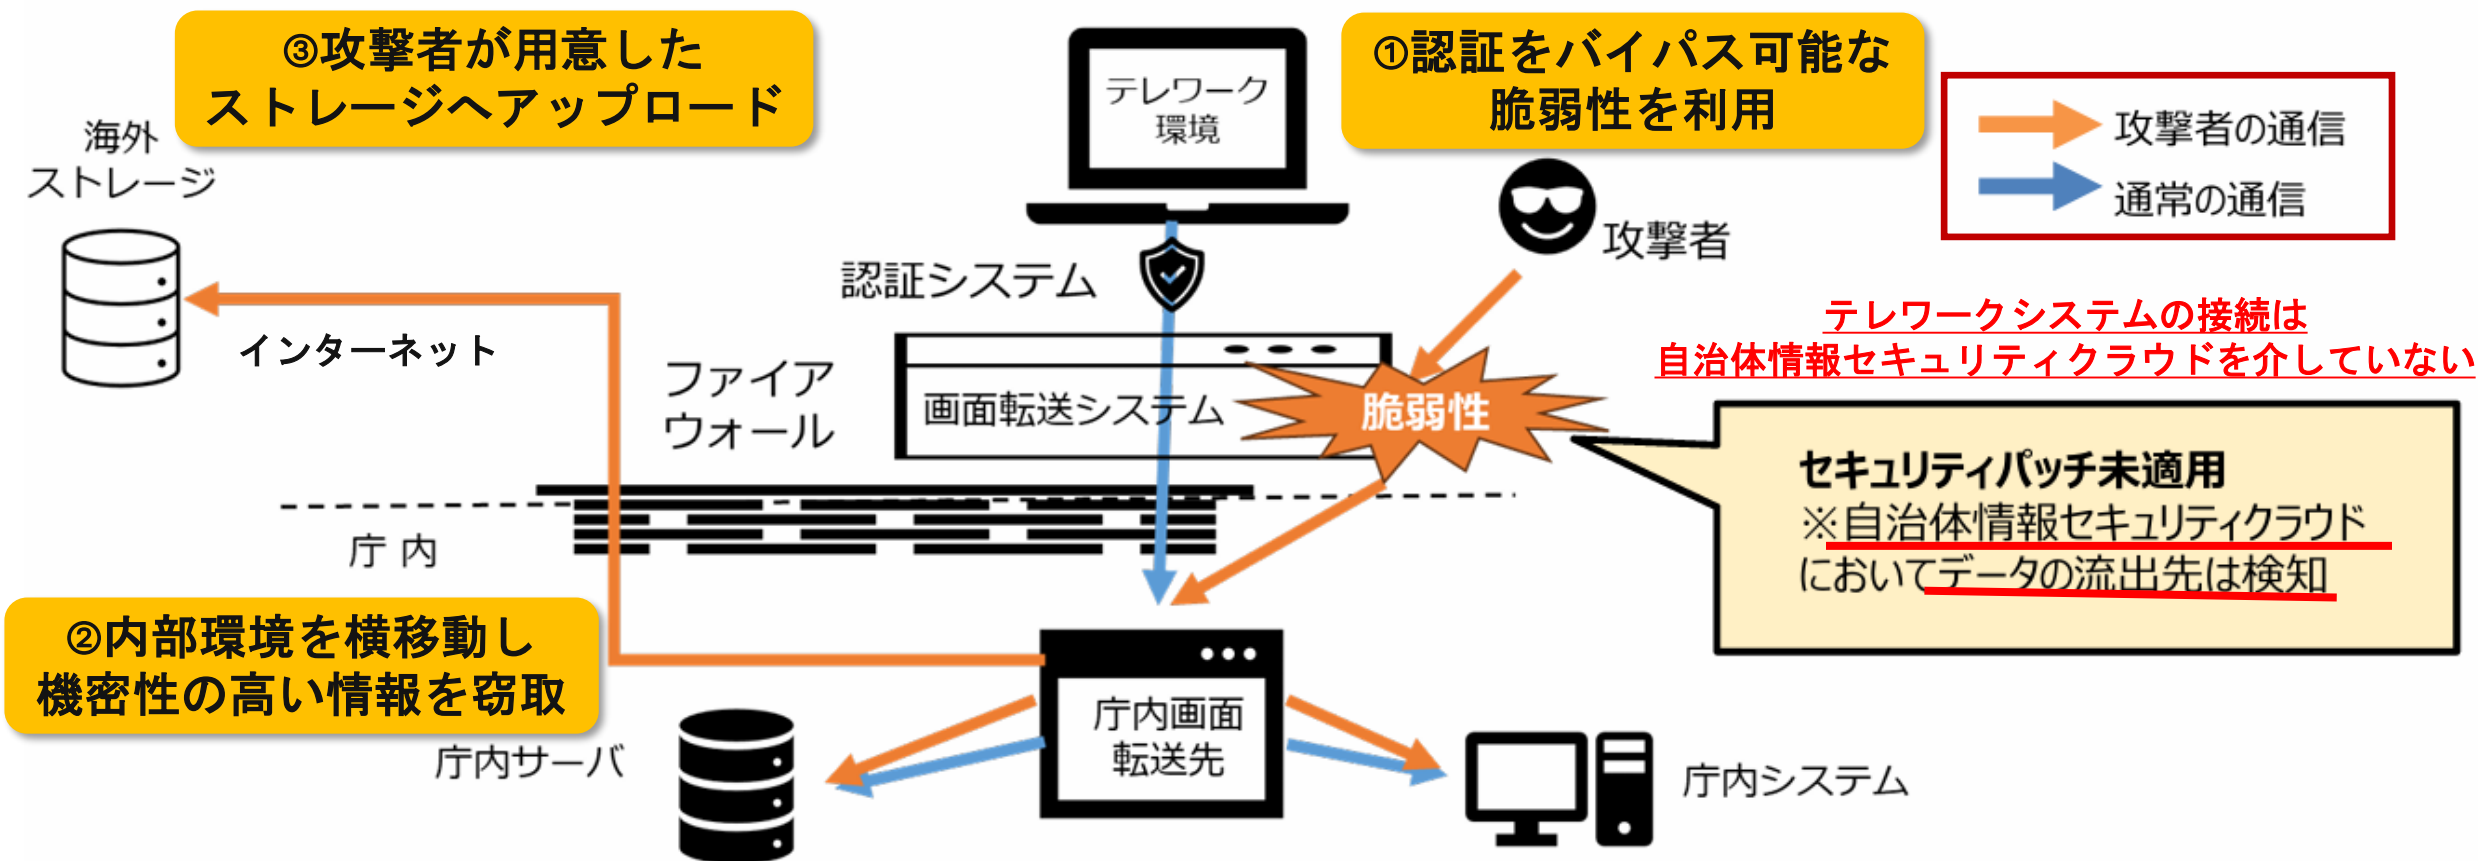 ③攻撃者が用意した
ストレージへアップロード
海外
ストレージ
インターネット
テレワーク
環境
①認証をバイパス可能な
脆弱性を利用
攻撃者の通信
通常の通信
攻撃者
認証システム
テレワークシステムの接続は
自治体情報セキュリティクラウドを介していない
ファイア
ウォール
画面転送システム
脆弱性
セキュリティパッチ未適用
※自治体情報セキュリティクラウド
においてデータの流出先は検知
庁内
②内部環境を横移動し
機密性の高い情報を窃取
庁内サーバ
庁内画面
転送先
庁内システム